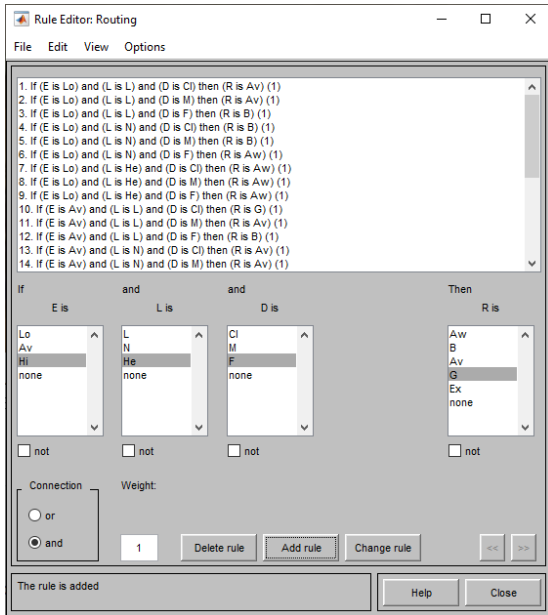 Rule Editor: Routing
File Edit View Options
1. If (E is Lo) and (L is L) and (D is Cl) then (R is Av) (1)
2. If (E is Lo) and (L is L) and (D is M) then (R is Av) (1)
3. If (E is Lo) and (L is L) and (D is F) then (R is B) (1)
4. If (E is Lo) and (L is N) and (D is Cl) then (R is B) (1)
5. If (E is Lo) and (L is N) and (D is M) then (R is B) (1)
6. If (E is Lo) and (L is N) and (D is F) then (R is Aw) (1)
7. If (E is Lo) and (L is He) and (D is Cl) then (R is Aw) (1)
8. If (E is Lo) and (L is He) and (D is M) then (R is Aw) (1)
9. If (E is Lo) and (L is He) and (D is F) then (R is Aw) (1)
10. If (E is Av) and (L is L) and (D is Cl) then (R is G) (1)
11. If (E is Av) and (L is L) and (D is M) then (R is Av) (1)
12. If (E is Av) and (L is L) and (D is F) then (R is B) (1)
13. If (E is Av) and (L is N) and (D is Cl) then (R is Av) (1)
14. If (E is Av) and (L is N) and (D is M) then (R is Av) (1)
If and and Then
E is L is D is R is
Lo L Cl Aw
Av N M B
Hi He F Av
none none none G
Ex
none
not not not not
Connection Weight:
or
and 1 Delete rule Add rule Change rule << >>
The rule is added Help Close